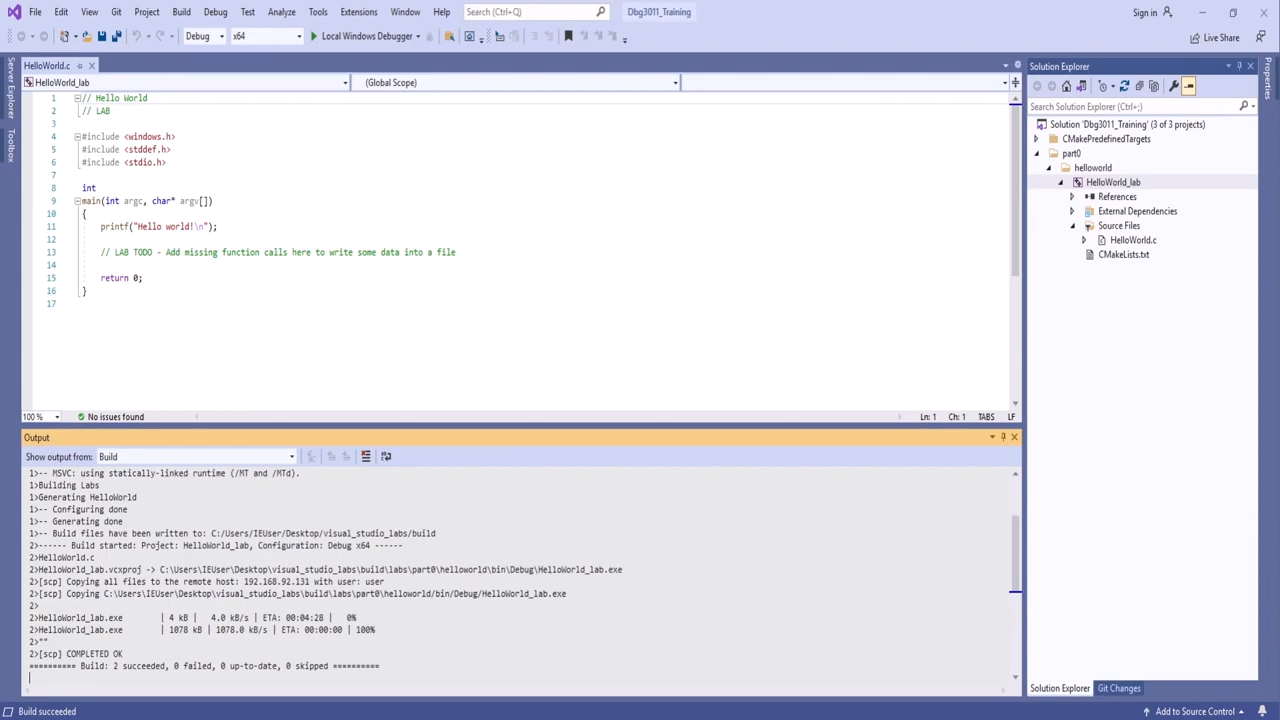 File Edit View Git Project Build Debug Test Analyze Tools Extensions Window Help Search (Ctrl+Q) Dbg3011_Training Sign in
Debug x64 Local Windows Debugger Live Share
Server Explorer
Toolbox
HelloWorld.c
HelloWorld_lab (Global Scope)
1 // Hello World
2 // LAB
3
4 #include <windows.h>
5 #include <stddef.h>
6 #include <stdio.h>
7
8 int
9 main(int argc, char* argv[])
10 {
11 printf("Hello world!\n");
12
13 // LAB TODO - Add missing function calls here to write some data into a file
14
15 return 0;
16 }
17
100 % No issues found Ln: 1 Ch: 1 TABS LF
Output
Show output from: Build
1>-- MSVC: using statically-linked runtime (/MT and /MTd).
1>Building Labs
1>Generating HelloWorld
1>-- Configuring done
1>-- Generating done
1>-- Build files have been written to: C:/Users/IEUser/Desktop/visual_studio_labs/build
2>------ Build started: Project: HelloWorld_lab, Configuration: Debug x64 ------
2>HelloWorld.c
2>HelloWorld_lab.vcxproj -> C:\Users\IEUser\Desktop\visual_studio_labs\build\labs\part0\helloworld\bin\Debug\HelloWorld_lab.exe
2>[scp] Copying all files to the remote host: 192.168.92.131 with user: user
2>[scp] Copying C:\Users\IEUser\Desktop\visual_studio_labs\build\labs\part0\helloworld/bin/Debug/HelloWorld_lab.exe
2>
2>HelloWorld_lab.exe | 4 kB | 4.0 kB/s | ETA: 00:04:28 | 0%
2>HelloWorld_lab.exe | 1078 kB | 1078.0 kB/s | ETA: 00:00:00 | 100%
2>""
2>[scp] COMPLETED OK
========== Build: 2 succeeded, 0 failed, 0 up-to-date, 0 skipped ==========
Solution Explorer
Search Solution Explorer (Ctrl+;)
Solution 'Dbg3011_Training' (3 of 3 projects)
CMakePredefinedTargets
part0
helloworld
HelloWorld_lab
References
External Dependencies
Source Files
HelloWorld.c
CMakeLists.txt
Solution Explorer Git Changes
Properties
Build succeeded Add to Source Control